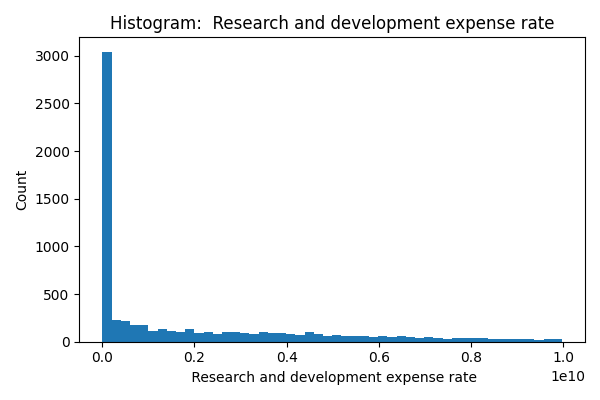 Histogram:  Research and development expense rate
Count
3000
2500
2000
1500
1000
500
0
0.0 0.2 0.4 0.6 0.8 1.0
1e10
Research and development expense rate